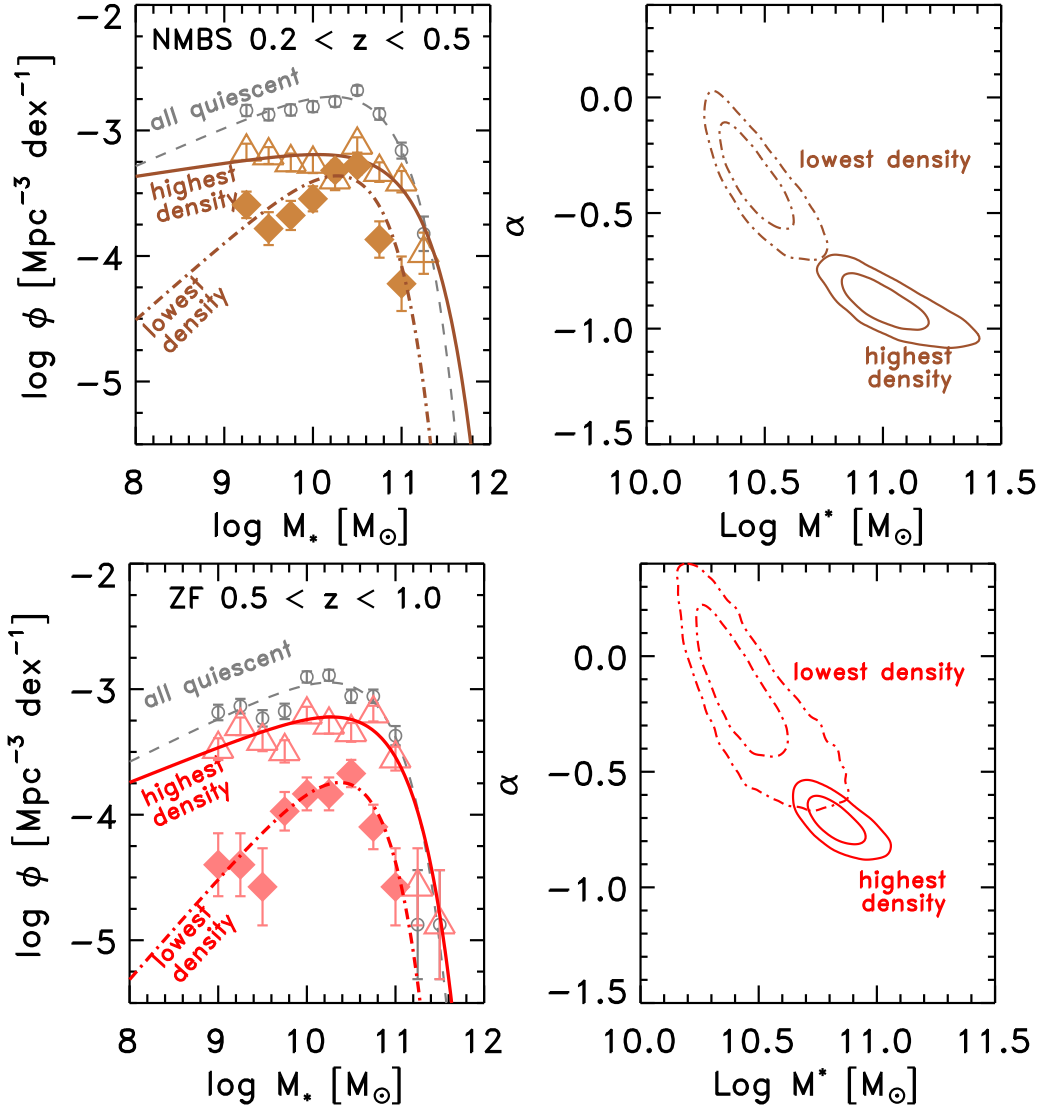 NMBS 0.2 < z < 0.5
all quiescent
highest
density
lowest
density
log ϕ [Mpc⁻³ dex⁻¹]
-2
-3
-4
-5
8 9 10 11 12
log M* [M⊙]
lowest density
highest
density
α
0.0
-0.5
-1.0
-1.5
10.0 10.5 11.0 11.5
Log M* [M⊙]
ZF 0.5 < z < 1.0
all quiescent
highest
density
lowest
density
log ϕ [Mpc⁻³ dex⁻¹]
-2
-3
-4
-5
8 9 10 11 12
log M* [M⊙]
lowest density
highest
density
α
0.0
-0.5
-1.0
-1.5
10.0 10.5 11.0 11.5
Log M* [M⊙]